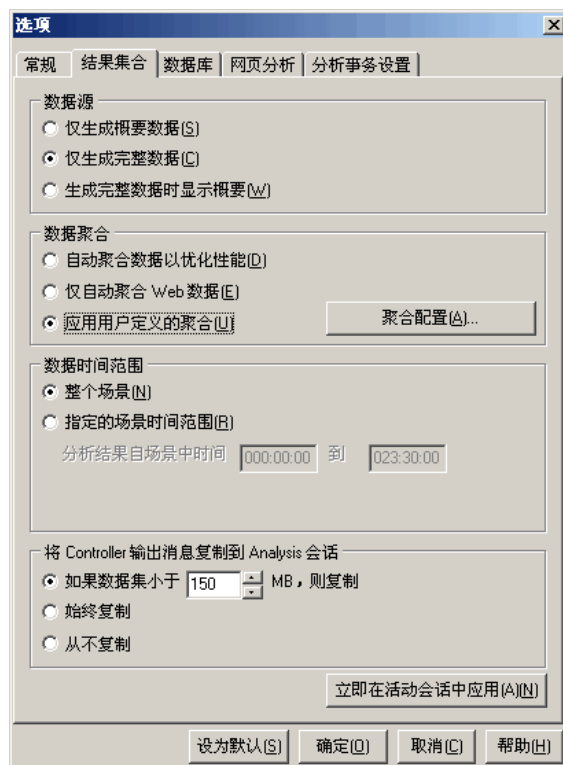 选项
常规 结果集合 数据库 网页分析 分析事务设置
数据源
仅生成概要数据(S)
仅生成完整数据(C)
生成完整数据时显示概要(W)
数据聚合
自动聚合数据以优化性能(D)
仅自动聚合 Web 数据(E)
应用用户定义的聚合(U) 聚合配置(A)...
数据时间范围
整个场景(N)
指定的场景时间范围(R)
分析结果自场景中时间 000:00:00 到 023:30:00
将 Controller 输出消息复制到 Analysis 会话
如果数据集小于 150 MB，则复制
始终复制
从不复制
立即在活动会话中应用(A)(N)
设为默认(S) 确定(O) 取消(C) 帮助(H)